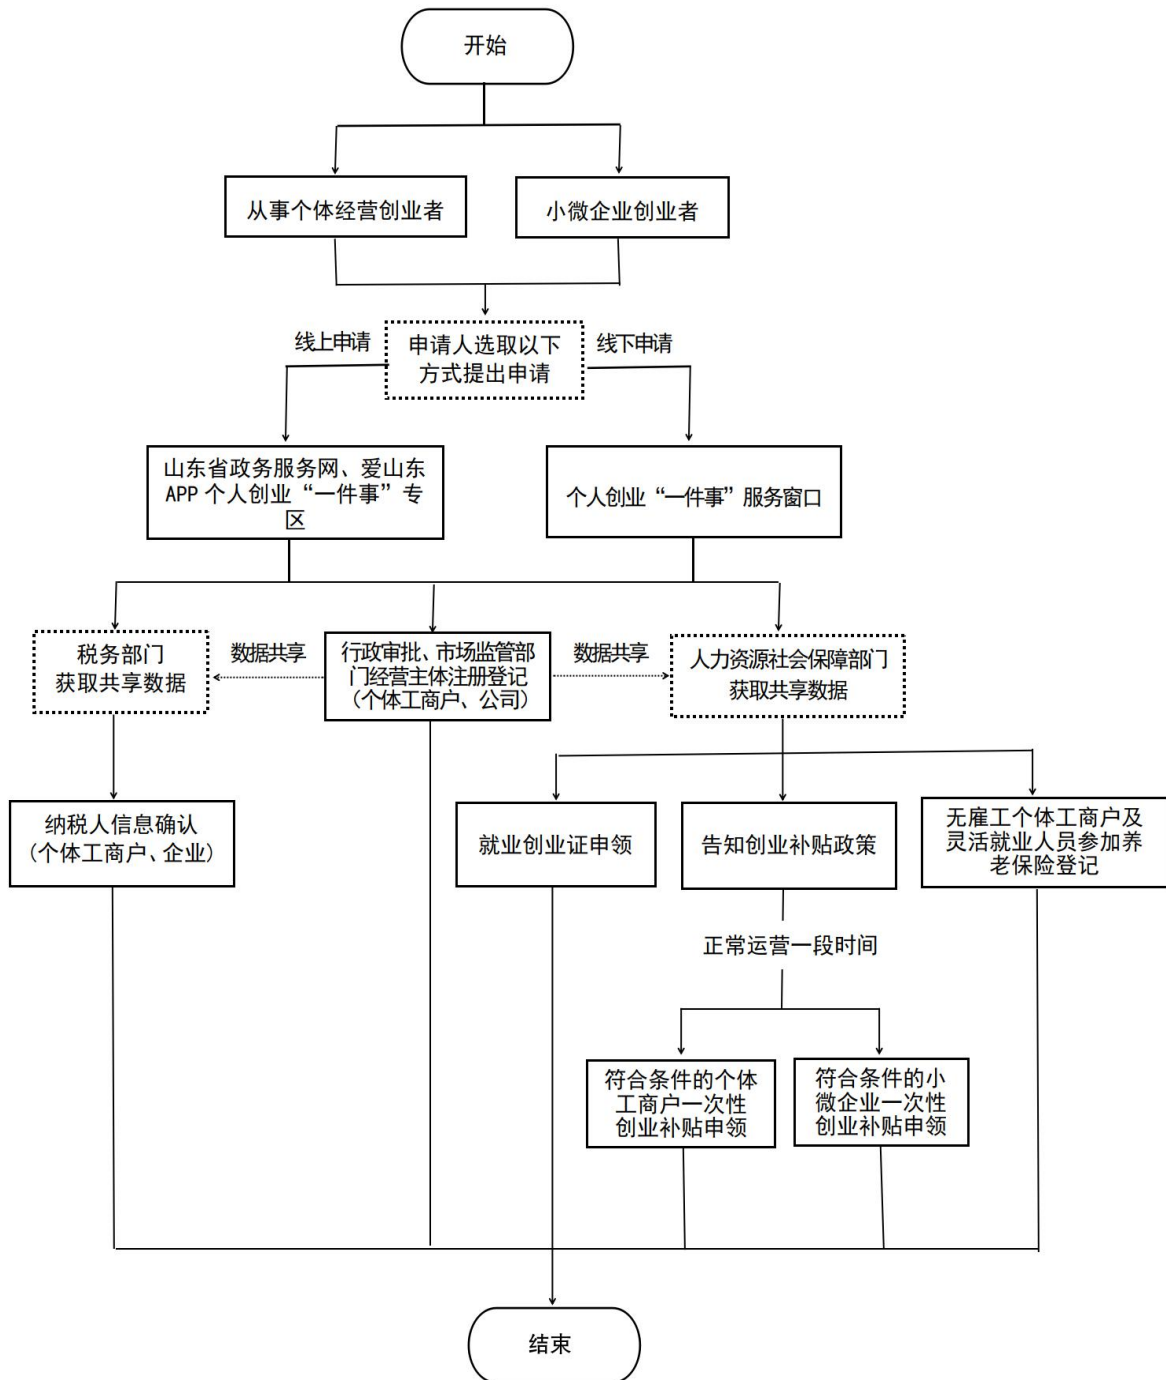 开始
从事个体经营创业者
小微企业创业者
线上申请
申请人选取以下
方式提出申请
线下申请
山东省政务服务网、爱山东
APP 个人创业“一件事”专
区
个人创业“一件事”服务窗口
税务部门
获取共享数据
数据共享
行政审批、市场监管部
门经营主体注册登记
（个体工商户、公司）
数据共享
人力资源社会保障部门
获取共享数据
纳税人信息确认
（个体工商户、企业）
就业创业证申领
告知创业补贴政策
无雇工个体工商户及
灵活就业人员参加养
老保险登记
正常运营一段时间
符合条件的个体
工商户一次性
创业补贴申领
符合条件的小
微企业一次性
创业补贴申领
结束